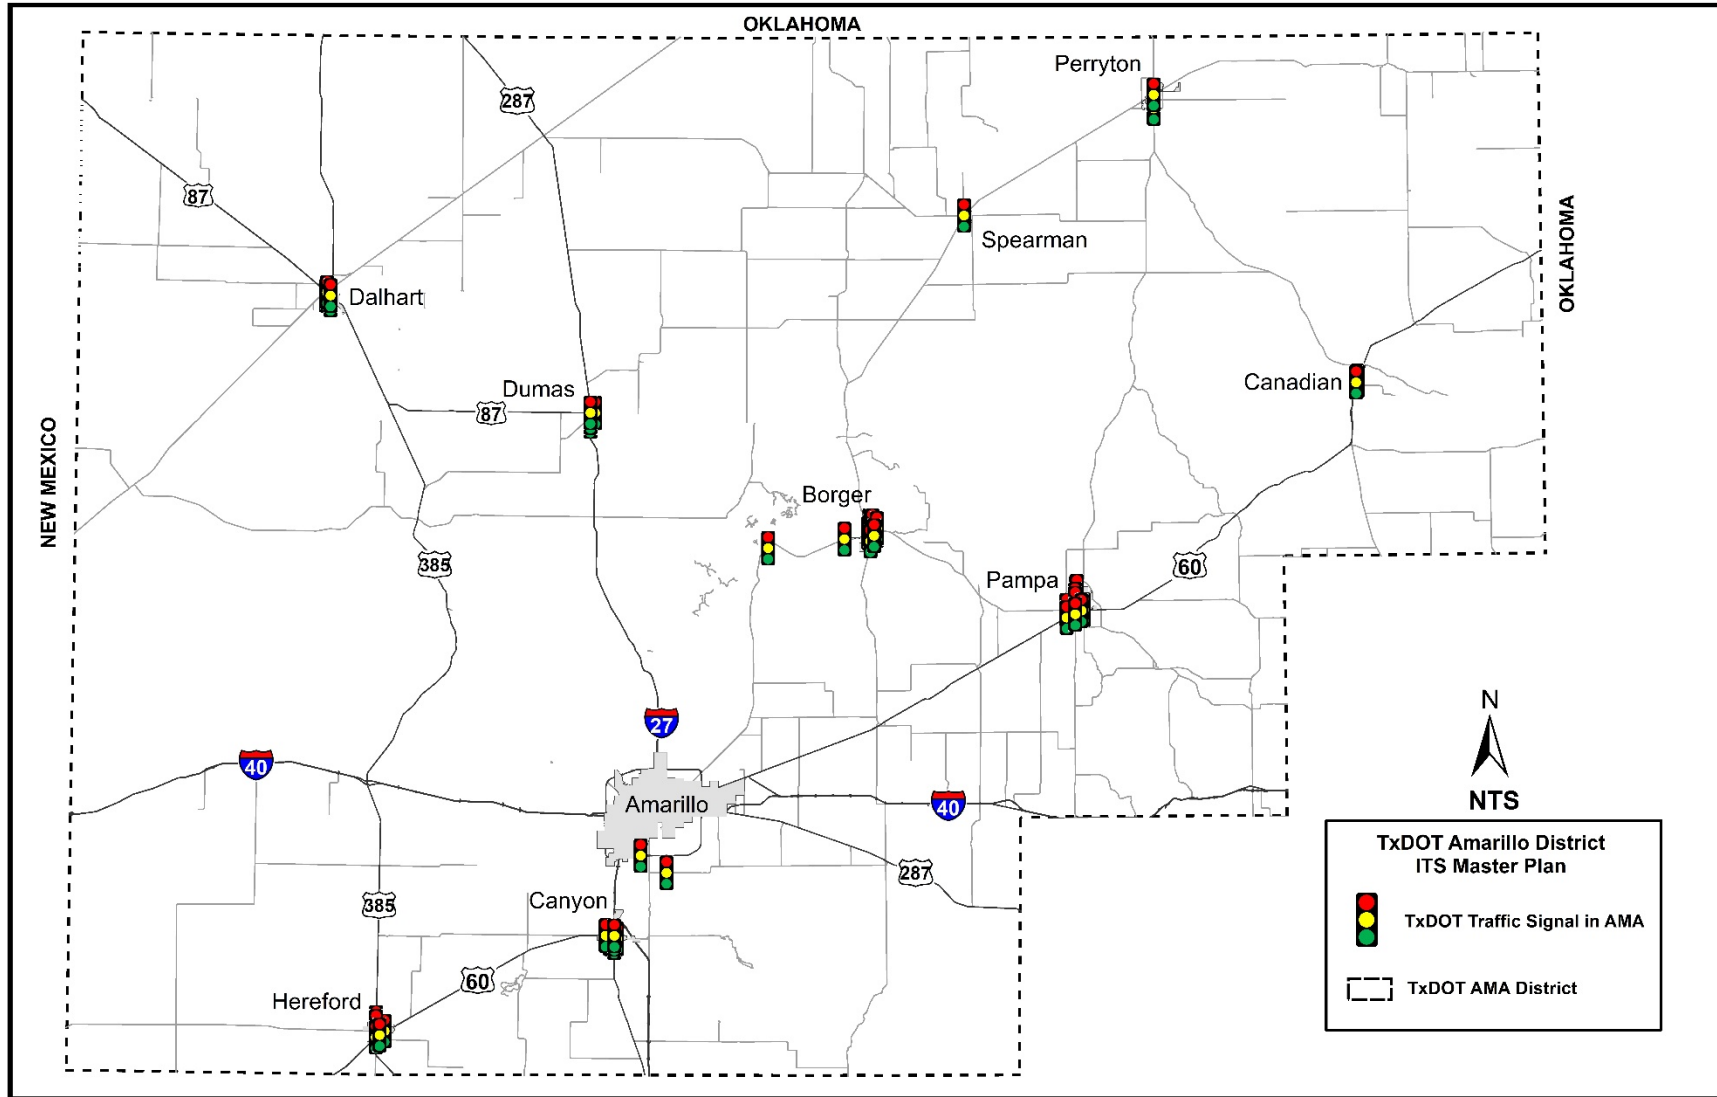 OKLAHOMA
Perryton
287
87
OKLAHOMA
Spearman
Dalhart
Dumas
Canadian
87
NEW MEXICO
Borger
385
60
Pampa
N
27
40
NTS
Amarillo
40
TxDOT Amarillo District
ITS Master Plan
287
Canyon
385
TxDOT Traffic Signal in AMA
60
TxDOT AMA District
Hereford